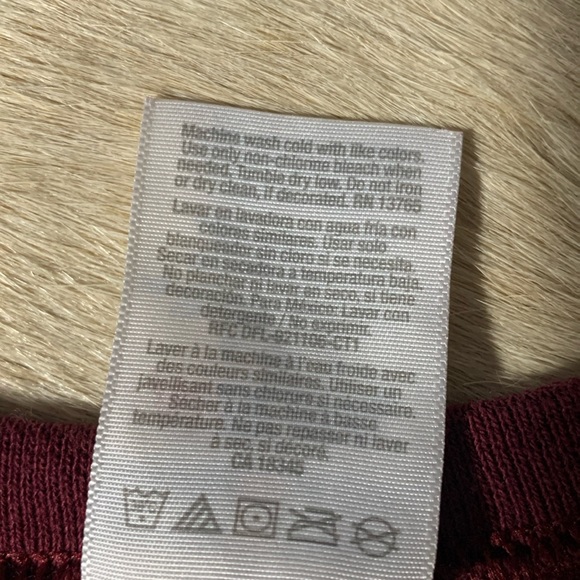 Machine wash cold with like colors.
Use only non-chlorine bleach when
needed. Tumble dry low. Do not iron
or dry clean, if decorated. RN 13765
Lavar en lavadora con agua fría con
colores similares. Usar solo
blanqueador sin cloro si se necesita.
Secar en secadora a temperatura baja.
No planchar ni lavar en seco, si tiene
decoración. Para México: Lavar con
detergente / No exprimir.
RFC DFL-921106-CT1
Laver à la machine à l'eau froide avec
des couleurs similaires. Utiliser un
javellisant sans chlorure si nécessaire.
Sécher à la machine à basse
température. Ne pas repasser ni laver
à sec, si décoré.
CA 18345